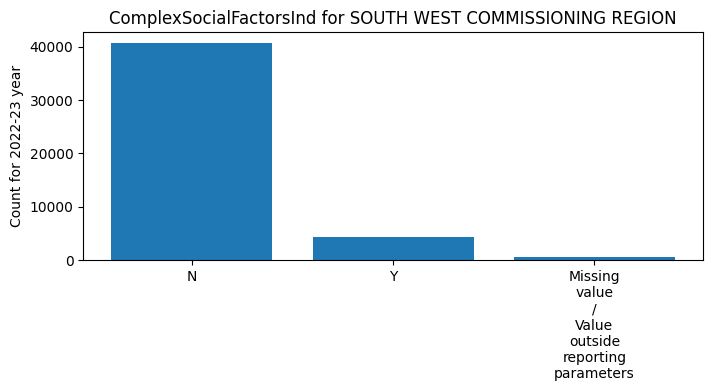 ComplexSocialFactorsInd for SOUTH WEST COMMISSIONING REGION
Count for 2022-23 year
40000
30000
20000
10000
0
N
Y
Missing
value
/
Value
outside
reporting
parameters